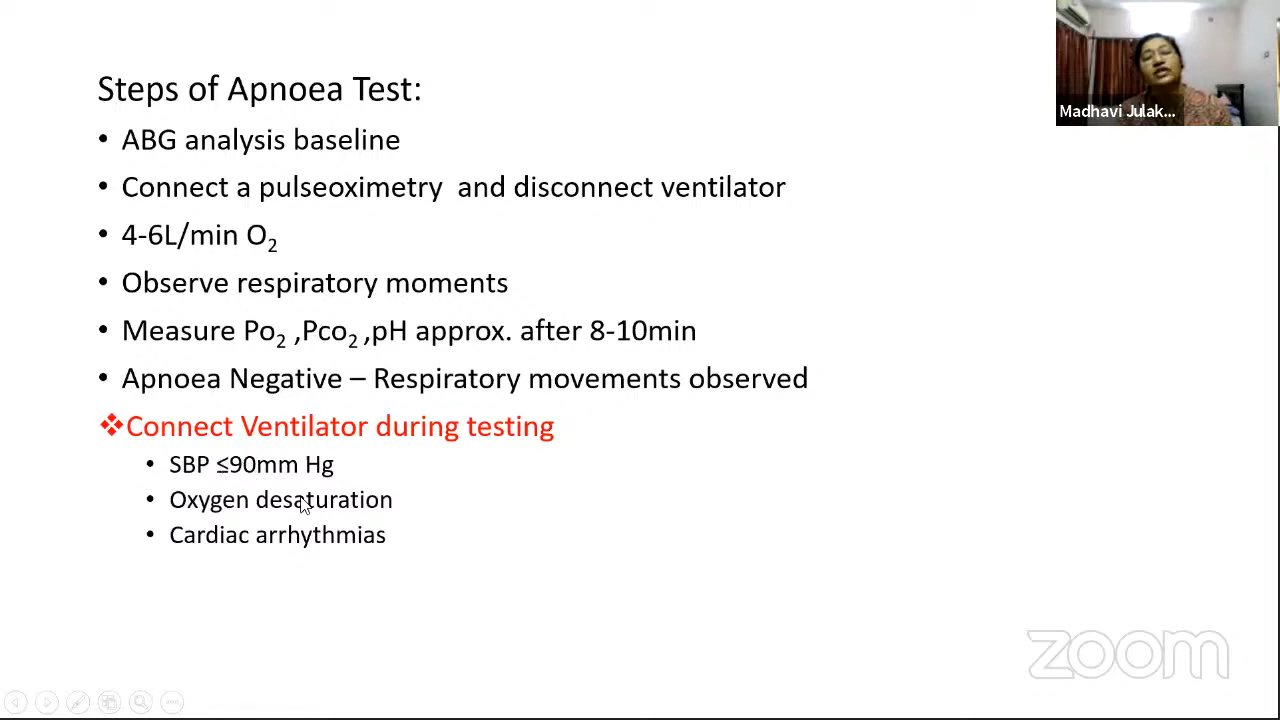 Steps of Apnoea Test:
• ABG analysis baseline
• Connect a pulseoximetry  and disconnect ventilator
• 4-6L/min O₂
• Observe respiratory moments
• Measure Po₂ ,Pco₂ ,pH approx. after 8-10min
• Apnoea Negative – Respiratory movements observed
❖Connect Ventilator during testing
• SBP ≤90mm Hg
• Oxygen desaturation
• Cardiac arrhythmias
Madhavi Julak...
zoom